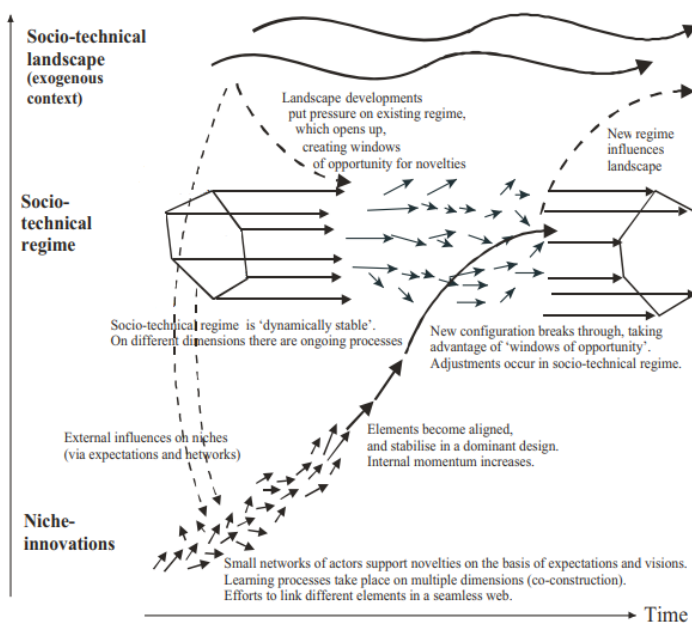 Socio-technical
landscape
(exogenous
context)
Landscape developments
put pressure on existing regime,
which opens up,
creating windows
of opportunity for novelties
New regime
influences
landscape
Socio-
technical
regime
Socio-technical regime is ‘dynamically stable’.
On different dimensions there are ongoing processes
New configuration breaks through, taking
advantage of ‘windows of opportunity’.
Adjustments occur in socio-technical regime.
Elements become aligned,
and stabilise in a dominant design.
Internal momentum increases.
External influences on niches
(via expectations and networks)
Niche-
innovations
Small networks of actors support novelties on the basis of expectations and visions.
Learning processes take place on multiple dimensions (co-construction).
Efforts to link different elements in a seamless web.
Time